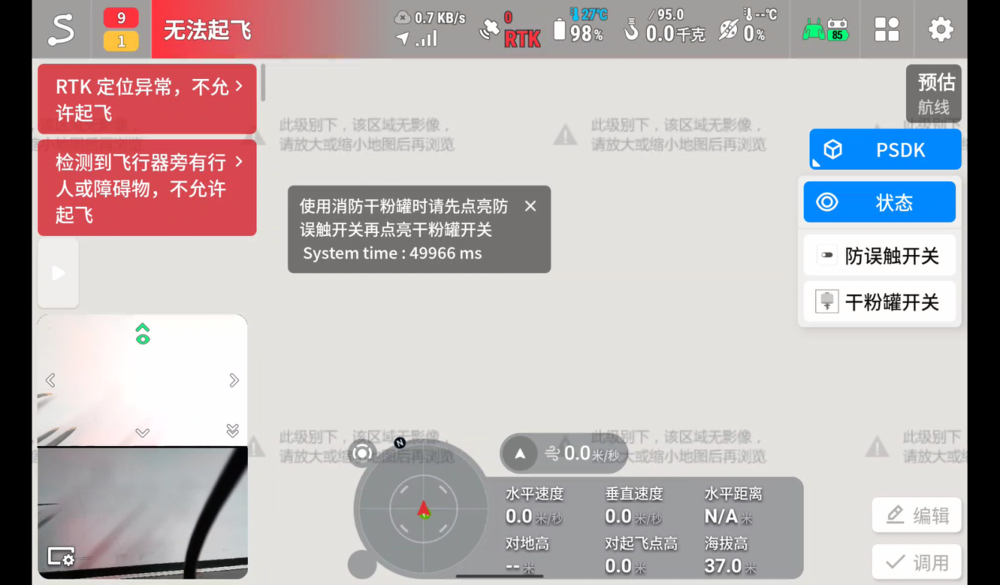 9
1
无法起飞
0.7 KB/s
0
RTK
27℃
98%
/95.0
0.0千克
--℃
0%
85
RTK 定位异常，不允
许起飞
检测到飞行器旁有行
人或障碍物，不允许
起飞
此级别下，该区域无影像，
请放大或缩小地图后再浏览
此级别下，该区域无影像，
请放大或缩小地图后再浏览
预估
航线
PSDK
状态
防误触开关
干粉罐开关
使用消防干粉罐时请先点亮防
误触开关再点亮干粉罐开关
System time : 49966 ms
此级别下，该区域无影像，
请放大或缩小地图后再浏览
此级别下，该区域无影像，
请放大或缩小地图后再浏览
此级别下
请放大或缩
N
0.0米/秒
水平速度
0.0 米/秒
垂直速度
0.0 米/秒
水平距离
N/A 米
对地高
-- 米
对起飞点高
0.0 米
海拔高
37.0 米
编辑
调用